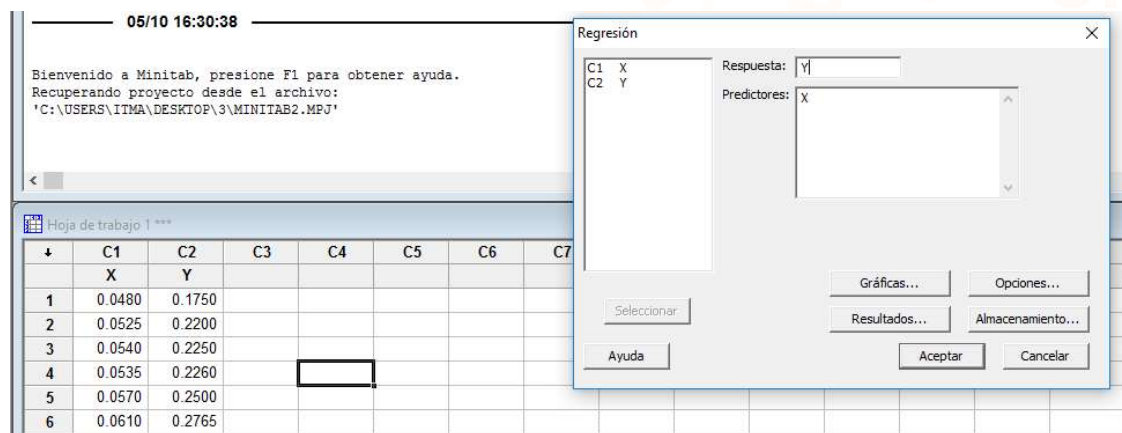 05/10 16:30:38
Bienvenido a Minitab, presione F1 para obtener ayuda.
Recuperando proyecto desde el archivo:
'C:\USERS\ITMA\DESKTOP\3\MINITAB2.MPJ'
Regresión
C1 X
C2 Y
Respuesta: Y
Predictores: X
Gráficas... Opciones...
Seleccionar Resultados... Almacenamiento...
Ayuda Aceptar Cancelar
Hoja de trabajo 1 ***
C1 C2 C3 C4 C5 C6 C7
X Y
1 0.0480 0.1750
2 0.0525 0.2200
3 0.0540 0.2250
4 0.0535 0.2260
5 0.0570 0.2500
6 0.0610 0.2765